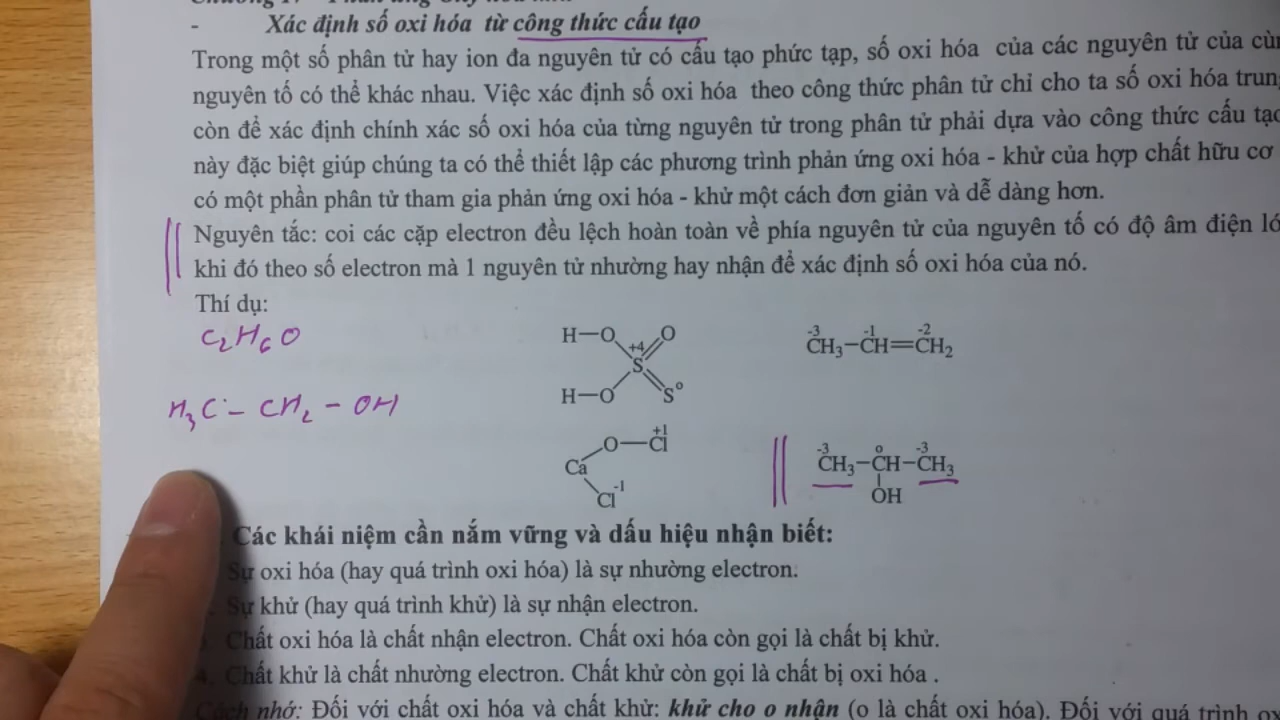 - Xác định số oxi hóa từ công thức cấu tạo
Trong một số phân tử hay ion đa nguyên tử có cấu tạo phức tạp, số oxi hóa của các nguyên tử của
nguyên tố có thể khác nhau. Việc xác định số oxi hóa theo công thức phân tử chỉ cho ta số oxi hóa
còn để xác định chính xác số oxi hóa của từng nguyên tử trong phân tử phải dựa vào công thức cấu tạo
này đặc biệt giúp chúng ta có thể thiết lập các phương trình phản ứng oxi hóa - khử của hợp chất hữu cơ
có một phần phân tử tham gia phản ứng oxi hóa - khử một cách đơn giản và dễ dàng hơn.
Nguyên tắc: coi các cặp electron đều lệch hoàn toàn về phía nguyên tử của nguyên tố có độ âm điện
khi đó theo số electron mà 1 nguyên tử nhường hay nhận để xác định số oxi hóa của nó.
Thí dụ:
C₂H₆O
H₃C - CH₂ - OH
H-O O
+4
S
H-O S o
-3 -1 -2
CH₃-CH=CH₂
+1
O-Cl
Ca
Cl -1
-3 o -3
CH₃-CH-CH₃
OH
Các khái niệm cần nắm vững và dấu hiệu nhận biết:
Sự oxi hóa (hay quá trình oxi hóa) là sự nhường electron.
Sự khử (hay quá trình khử) là sự nhận electron.
Chất oxi hóa là chất nhận electron. Chất oxi hóa còn gọi là chất bị khử.
4. Chất khử là chất nhường electron. Chất khử còn gọi là chất bị oxi hóa .
Cách nhớ: Đối với chất oxi hóa và chất khử: khử cho o nhận (o là chất oxi hóa). Đối với quá trình